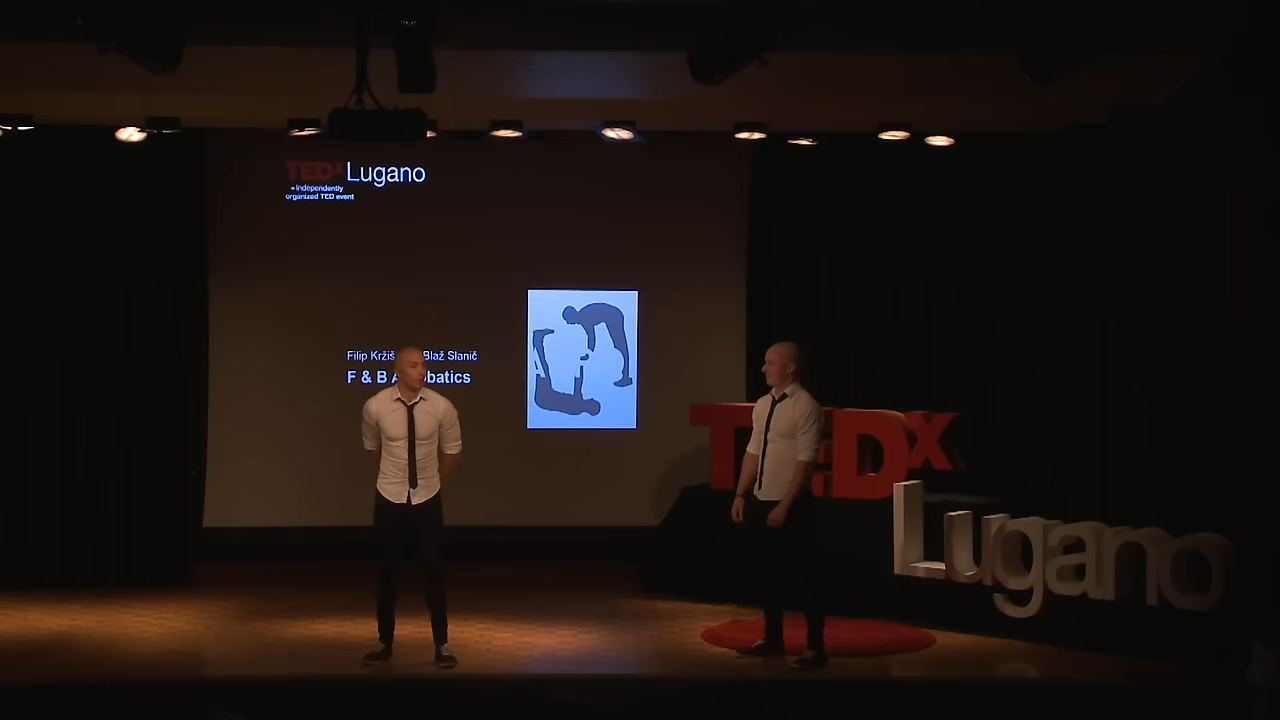 TEDx Lugano
= independently
organized TED event
Filip Kržiš Blaž Slanič
F & B A batics
TEDx
Lugano